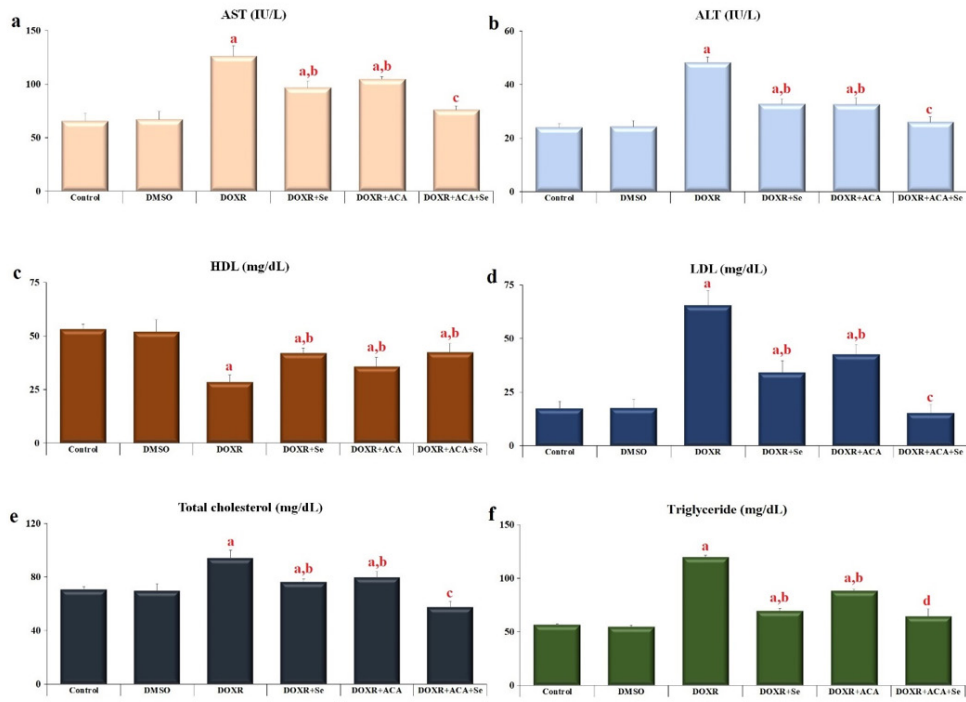 a
AST (IU/L)
150
100
50
0
a
a,b
a,b
c
Control DMSO DOXR DOXR+Se DOXR+ACA DOXR+ACA+Se
b
ALT (IU/L)
60
40
20
0
a
a,b
a,b
c
Control DMSO DOXR DOXR+Se DOXR+ACA DOXR+ACA+Se
c
HDL (mg/dL)
75
50
25
0
a
a,b
a,b
a,b
Control DMSO DOXR DOXR+Se DOXR+ACA DOXR+ACA+Se
d
LDL (mg/dL)
75
50
25
0
a
a,b
a,b
c
Control DMSO DOXR DOXR+Se DOXR+ACA DOXR+ACA+Se
e
Total cholesterol (mg/dL)
120
80
40
0
a
a,b
a,b
c
Control DMSO DOXR DOXR+Se DOXR+ACA DOXR+ACA+Se
f
Triglyceride (mg/dL)
150
100
50
0
a
a,b
a,b
d
Control DMSO DOXR DOXR+Se DOXR+ACA DOXR+ACA+Se